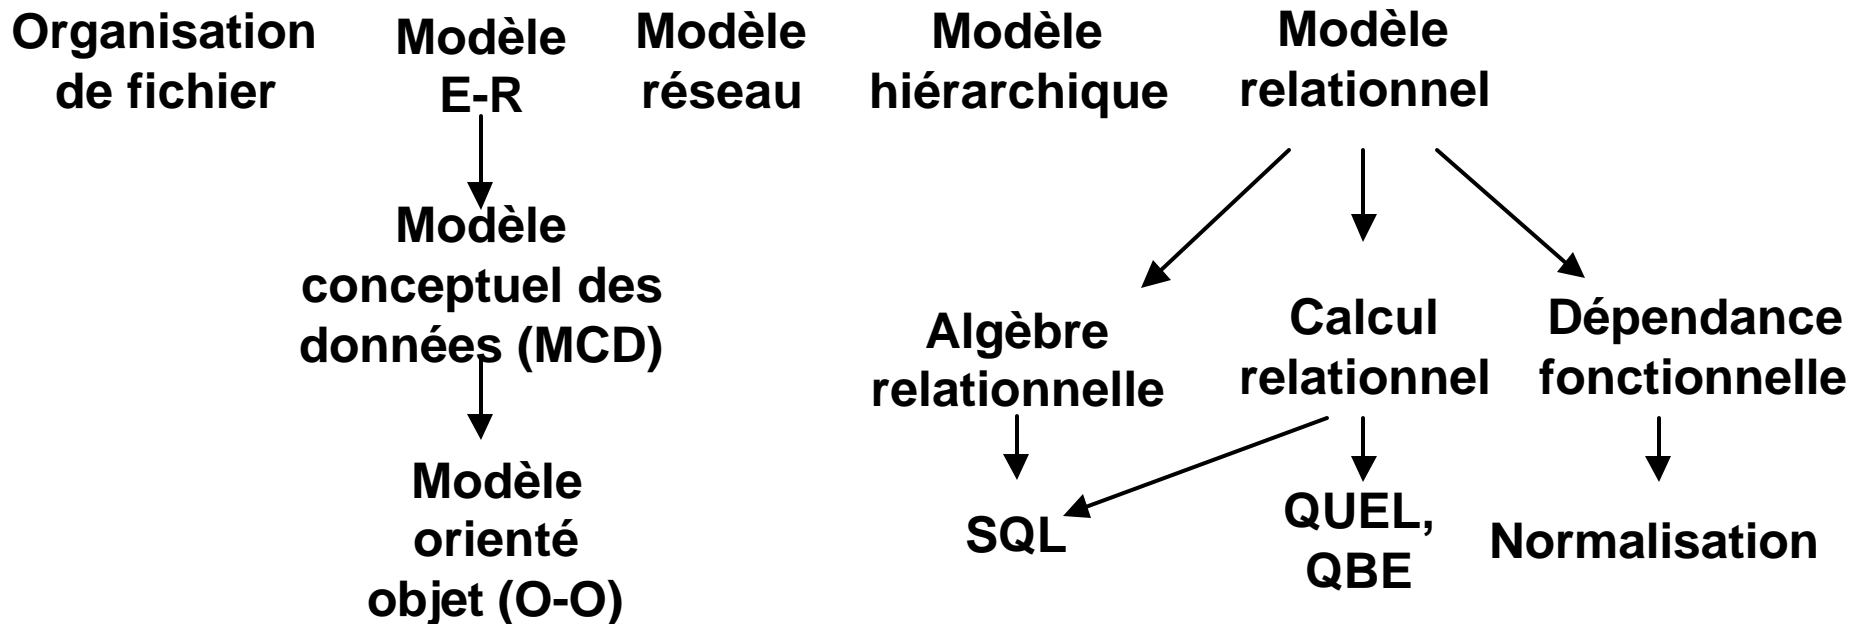 Organisation
de fichier
Modèle
E-R
Modèle
réseau
Modèle
hiérarchique
Modèle
relationnel
Modèle
conceptuel des
données (MCD)
Modèle
orienté
objet (O-O)
Algèbre
relationnelle
Calcul
relationnel
Dépendance
fonctionnelle
SQL
QUEL,
QBE
Normalisation